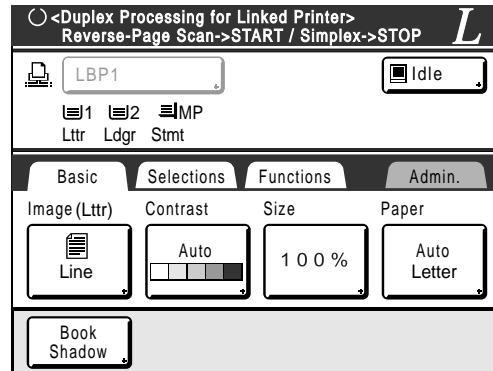 <Duplex Processing for Linked Printer>
Reverse-Page Scan->START / Simplex->STOP
L
LBP1
Idle
1 2 MP
Lttr Ldgr Stmt
Basic Selections Functions Admin.
Image (Lttr) Contrast Size Paper
Line
Auto
100%
Auto
Letter
Book
Shadow